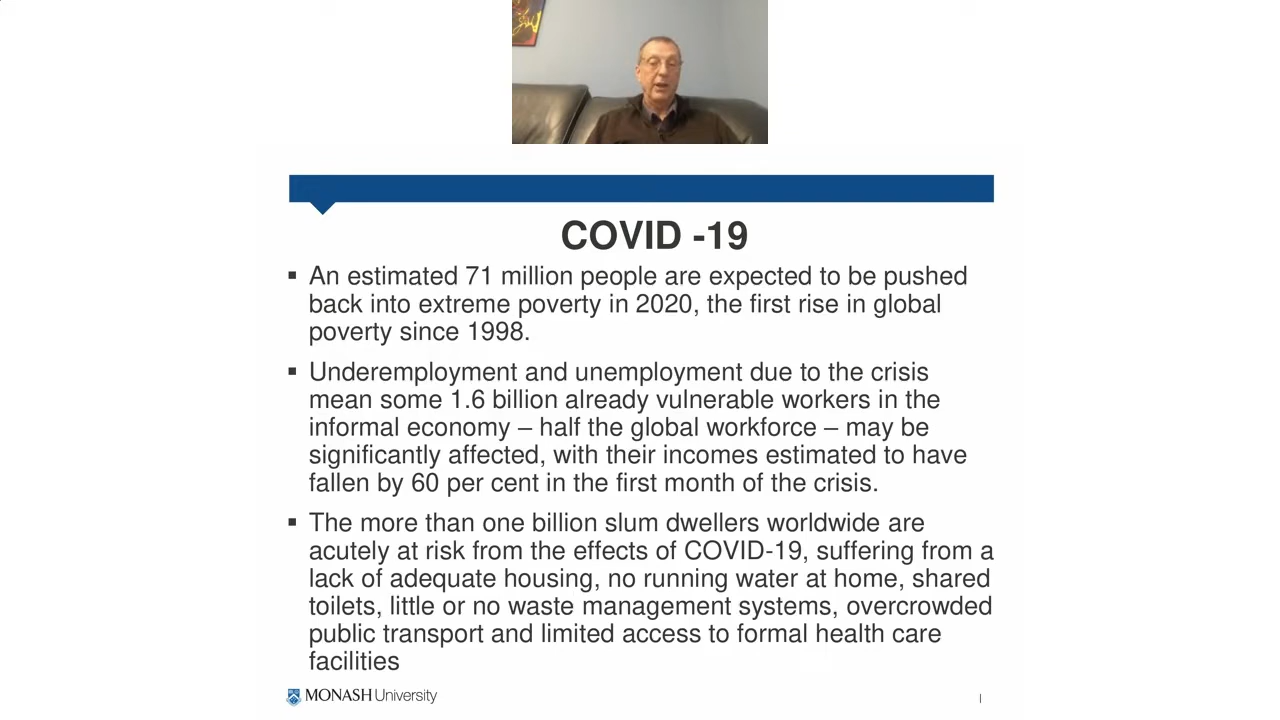 COVID -19
▪ An estimated 71 million people are expected to be pushed
back into extreme poverty in 2020, the first rise in global
poverty since 1998.
▪ Underemployment and unemployment due to the crisis
mean some 1.6 billion already vulnerable workers in the
informal economy – half the global workforce – may be
significantly affected, with their incomes estimated to have
fallen by 60 per cent in the first month of the crisis.
▪ The more than one billion slum dwellers worldwide are
acutely at risk from the effects of COVID-19, suffering from a
lack of adequate housing, no running water at home, shared
toilets, little or no waste management systems, overcrowded
public transport and limited access to formal health care
facilities
MONASH University